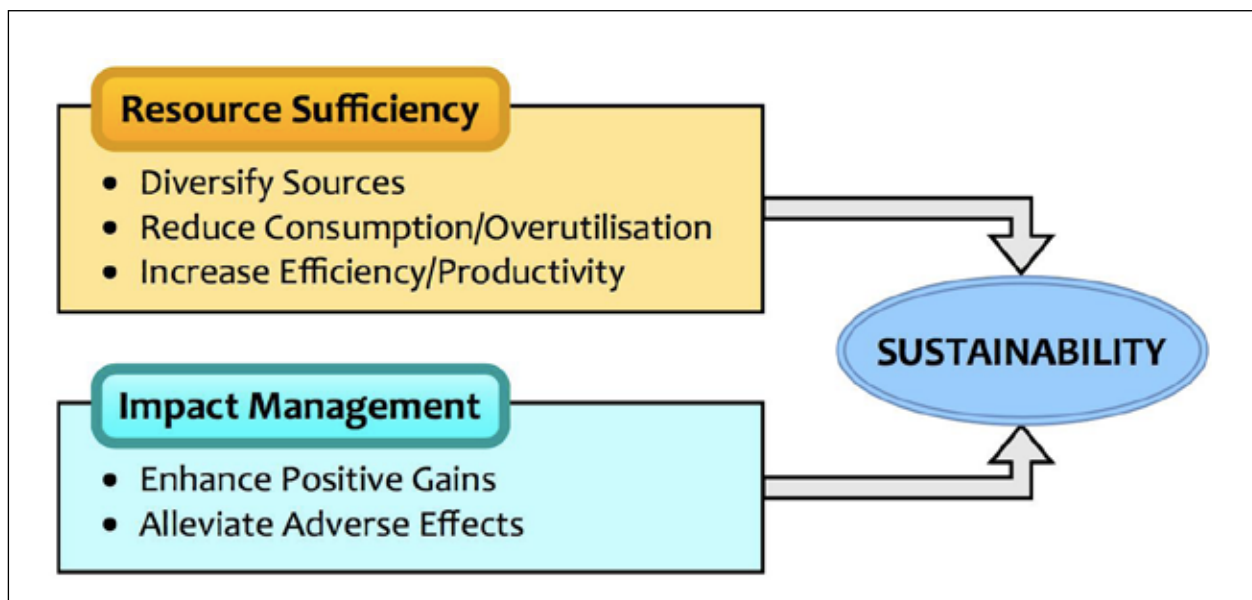 Resource Sufficiency
• Diversify Sources
• Reduce Consumption/Overutilisation
• Increase Efficiency/Productivity
SUSTAINABILITY
Impact Management
• Enhance Positive Gains
• Alleviate Adverse Effects